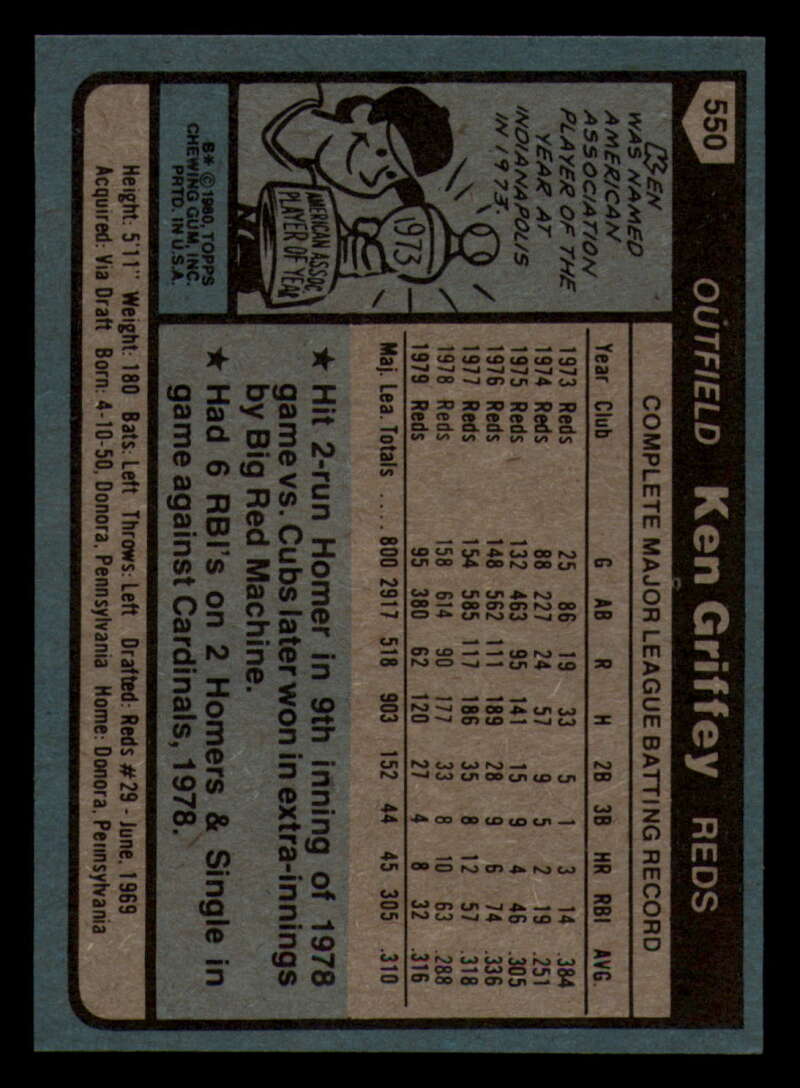 550
OUTFIELD Ken Griffey REDS
KEN
WAS NAMED
AMERICAN
ASSOCIATION
PLAYER OF THE
YEAR AT
INDIANAPOLIS
IN 1973.
1973
AMERICAN ASSOC.
PLAYER OF YEAR
B* © 1980, TOPPS
CHEWING GUM, INC.
PRTD. IN U.S.A.
COMPLETE MAJOR LEAGUE BATTING RECORD
Year Club G AB R H 2B 3B HR RBI AVG.
1973 Reds 25 86 19 33 5 1 3 14 .384
1974 Reds 88 227 24 57 9 5 2 19 .251
1975 Reds 132 463 95 141 15 9 4 46 .305
1976 Reds 148 562 111 189 28 9 6 74 .336
1977 Reds 154 585 117 186 35 8 12 57 .318
1978 Reds 158 614 90 177 33 8 10 63 .288
1979 Reds 95 380 62 120 27 4 8 32 .316
Maj. Lea. Totals .... 800 2917 518 903 152 44 45 305 .310
★ Hit 2-run Homer in 9th inning of 1978
game vs. Cubs later won in extra-innings
by Big Red Machine.
★ Had 6 RBI's on 2 Homers & Single in
game against Cardinals, 1978.
Height: 5'11" Weight: 180 Bats: Left Throws: Left Drafted: Reds #29 - June, 1969
Acquired: Via Draft Born: 4-10-50, Donora, Pennsylvania Home: Donora, Pennsylvania